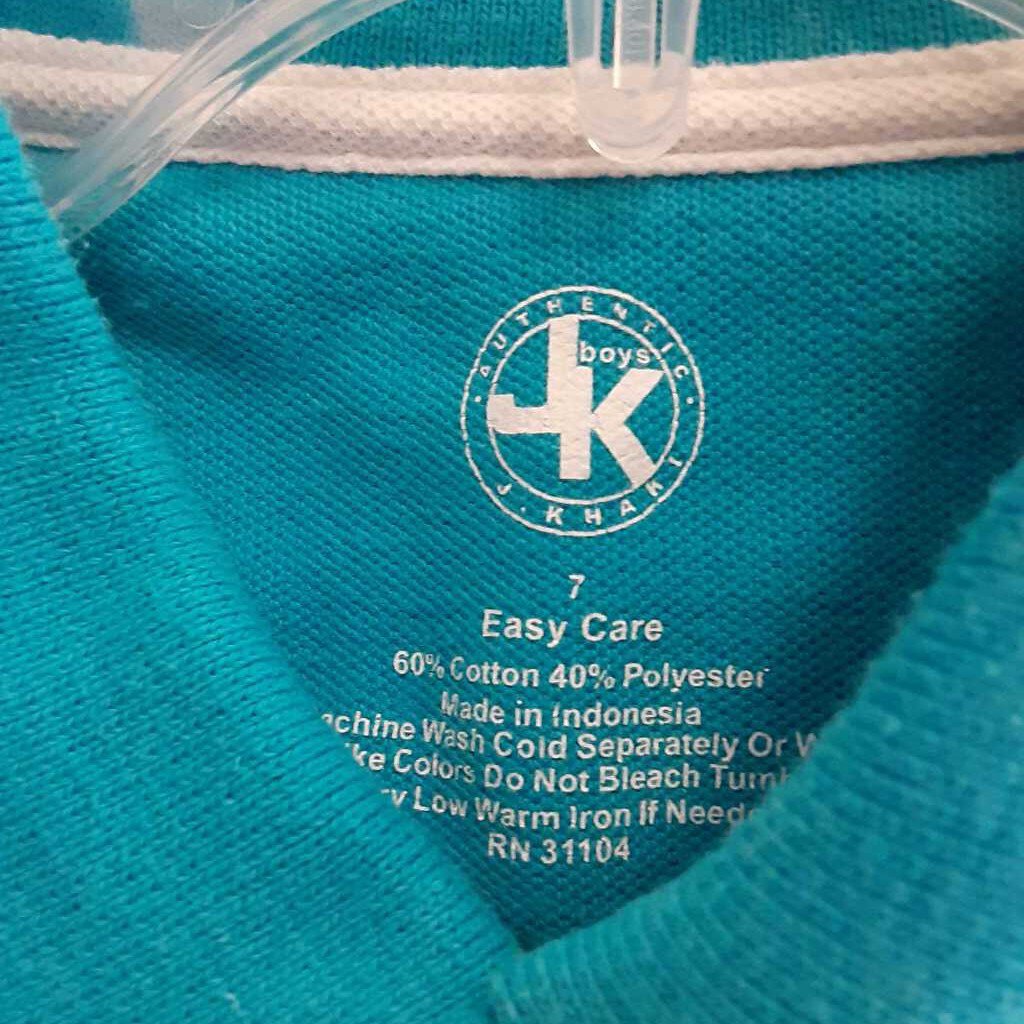 AUTHENTIC
boys
JK
J. KHAKI
7
Easy Care
60% Cotton 40% Polyester
Made in Indonesia
Wash Cold Separately Or
Colors Do Not Bleach
Low Warm Iron If
RN 31104